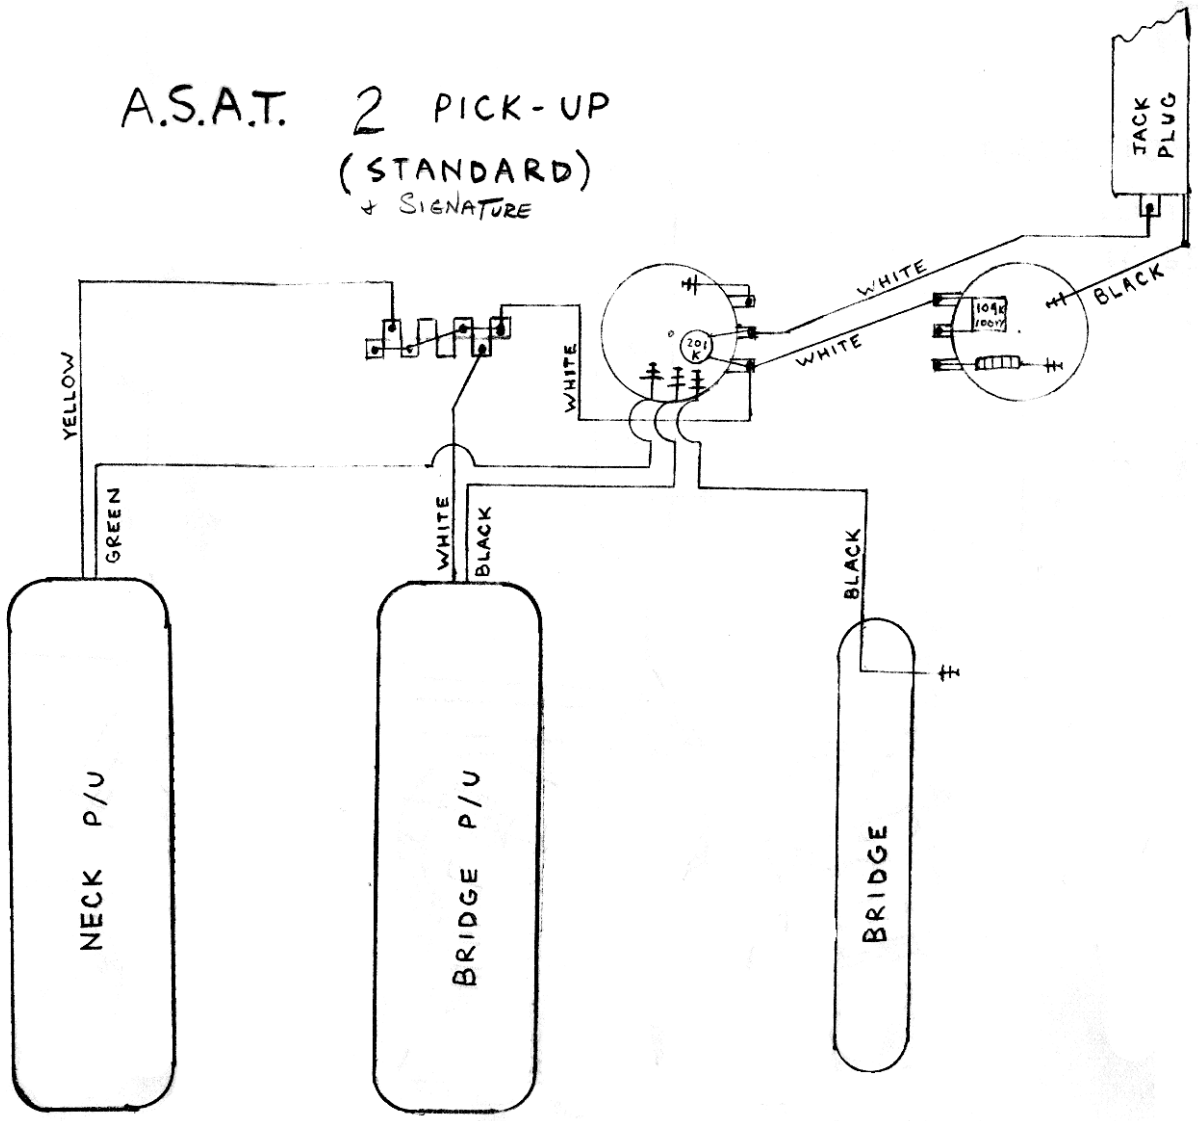 A.S.A.T. 2 PICK-UP
(STANDARD)
+ SIGNATURE
JACK
PLUG
WHITE
BLACK
WHITE
104K
100V
201
K
YELLOW
WHITE
GREEN
WHITE
BLACK
BLACK
NECK P/U
BRIDGE P/U
BRIDGE